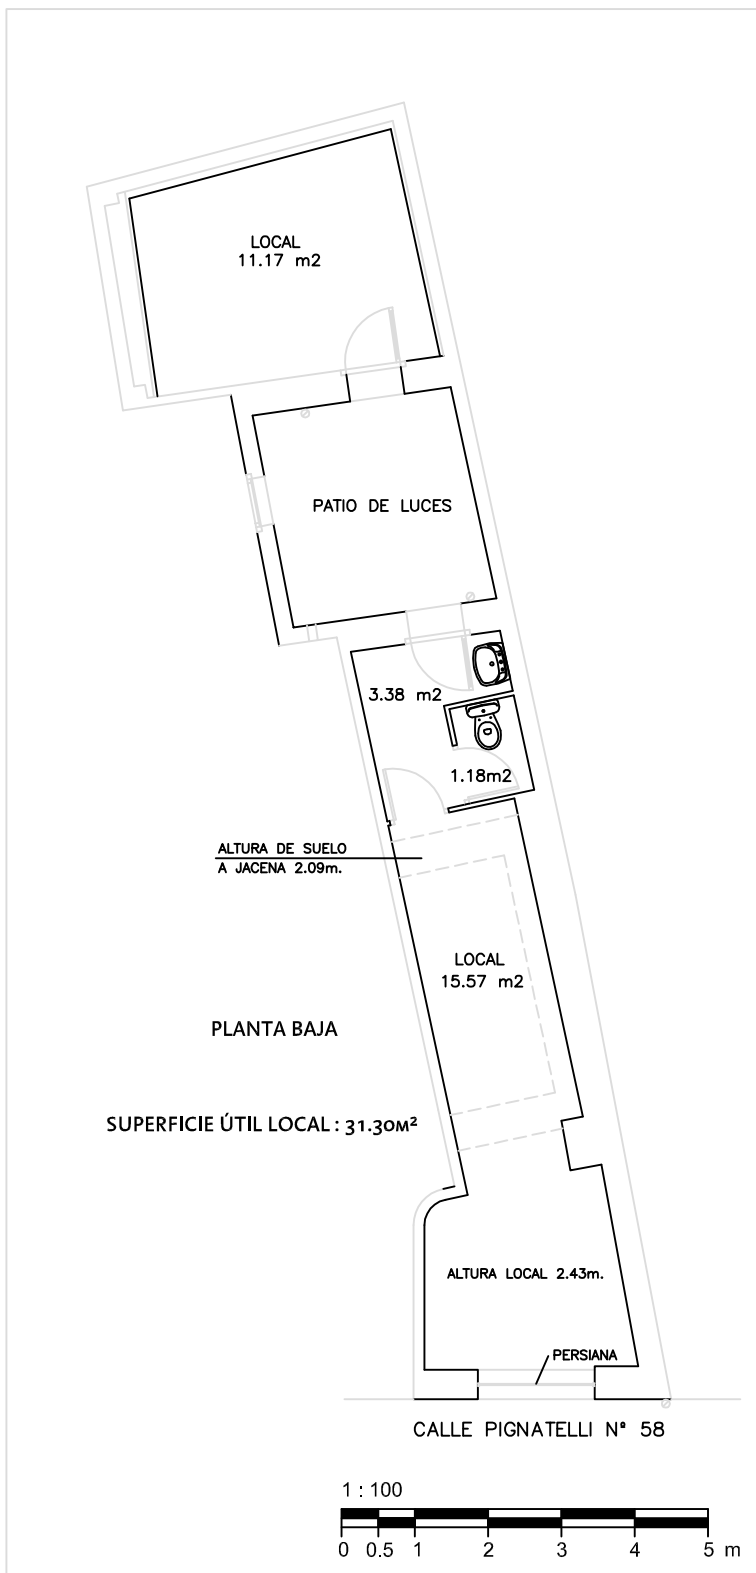 LOCAL
11.17 m2
PATIO DE LUCES
3.38 m2
1.18m2
ALTURA DE SUELO
A JACENA 2.09m.
LOCAL
15.57 m2
PLANTA BAJA
SUPERFICIE ÚTIL LOCAL : 31.30M²
ALTURA LOCAL 2.43m.
PERSIANA
CALLE PIGNATELLI Nº 58
1 : 100
0 0.5 1 2 3 4 5 m